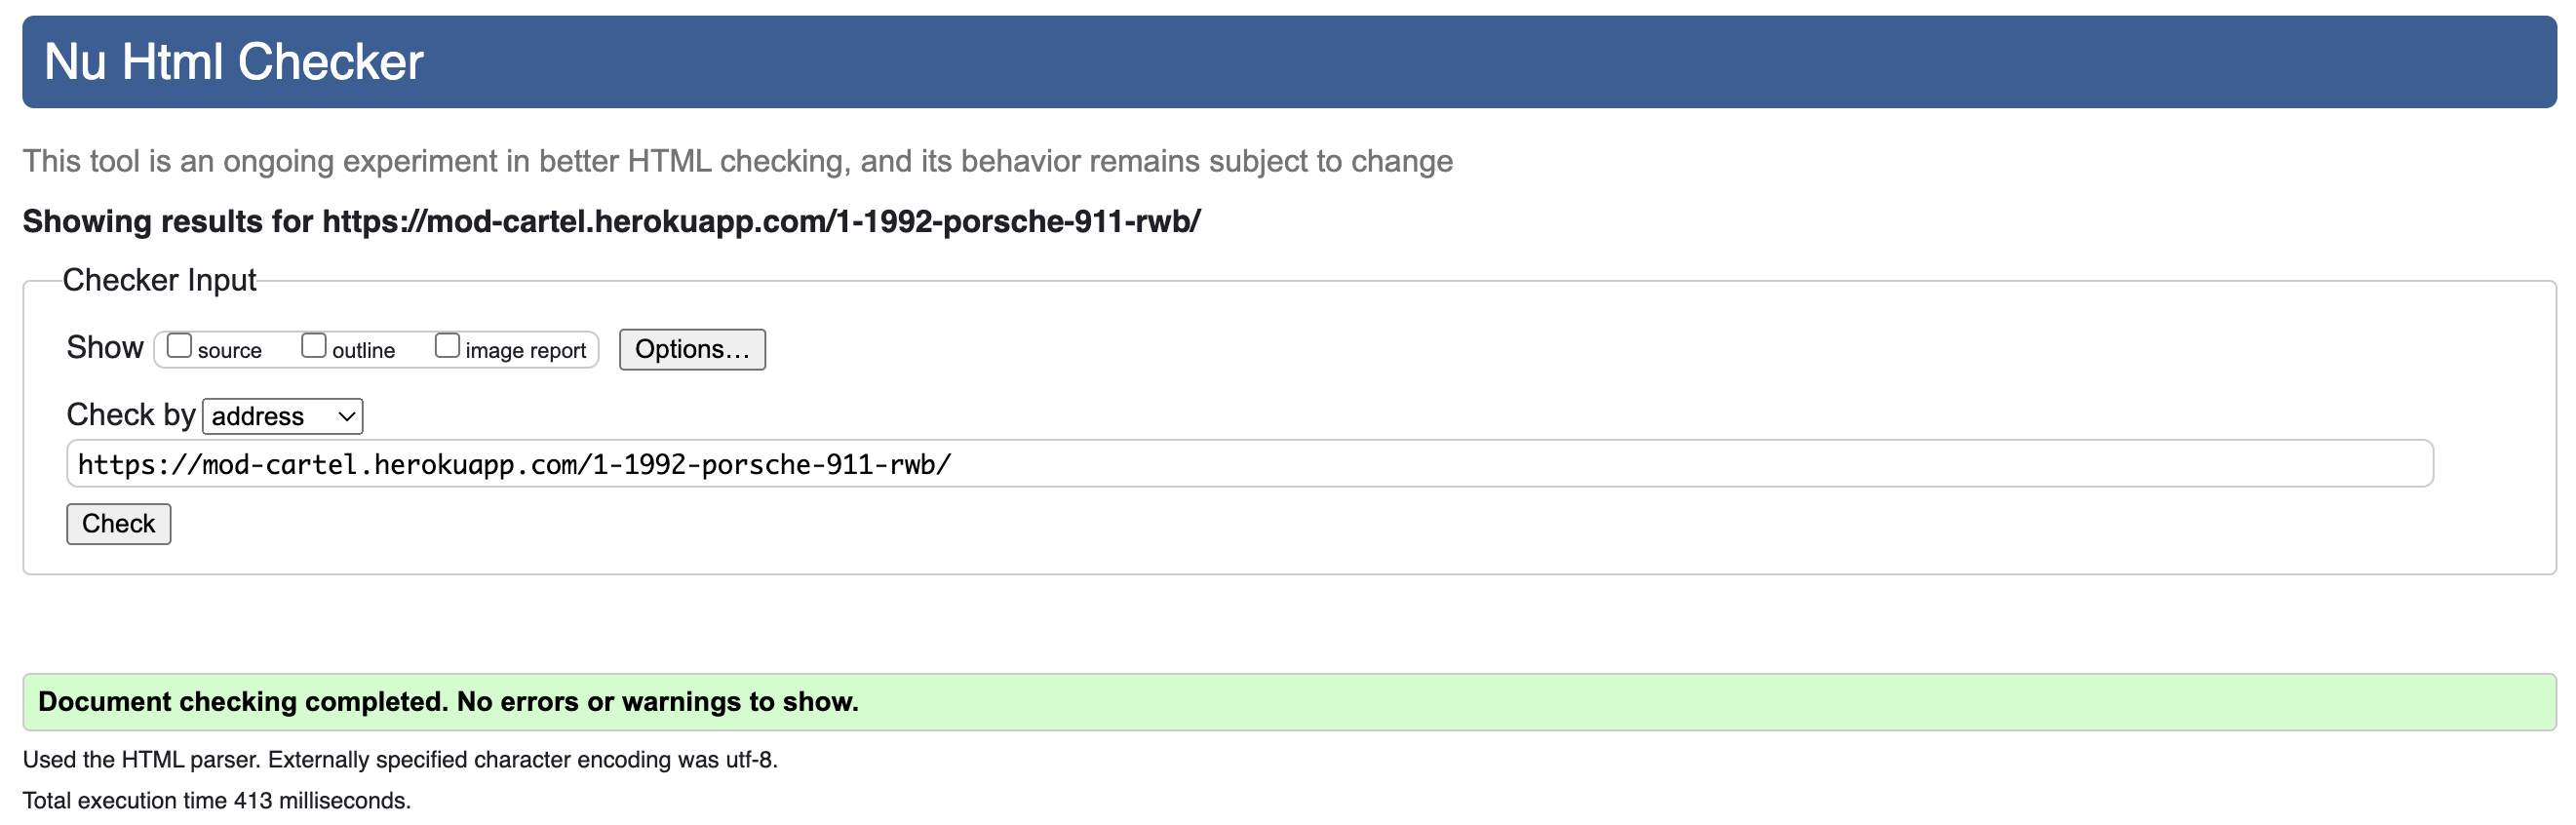 Nu Html Checker
This tool is an ongoing experiment in better HTML checking, and its behavior remains subject to change
Showing results for https://mod-cartel.herokuapp.com/1-1992-porsche-911-rwb/
Checker Input
Show source outline image report Options...
Check by address
https://mod-cartel.herokuapp.com/1-1992-porsche-911-rwb/
Check
Document checking completed. No errors or warnings to show.
Used the HTML parser. Externally specified character encoding was utf-8.
Total execution time 413 milliseconds.